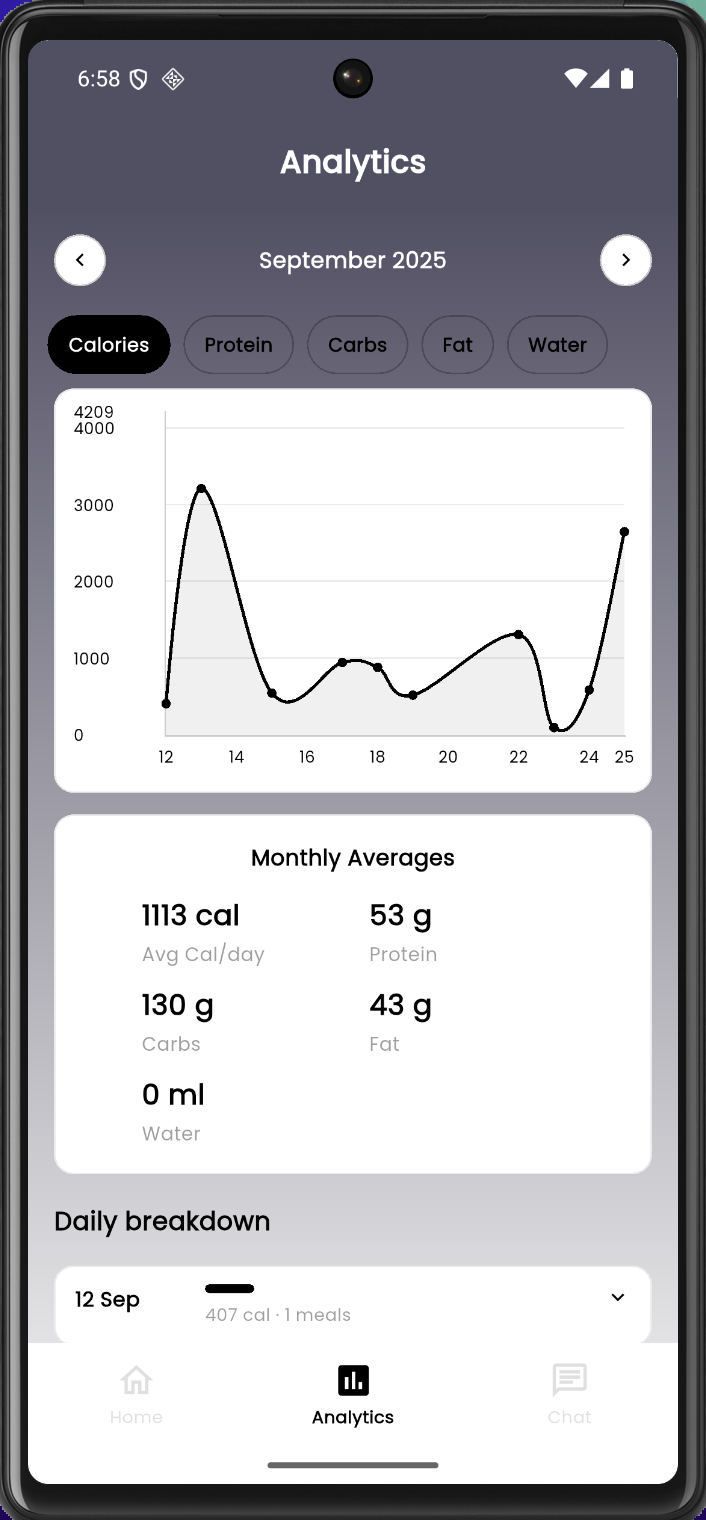 6:58
Analytics
September 2025
Calories Protein Carbs Fat Water
4209
4000
3000
2000
1000
0
12 14 16 18 20 22 24 25
Monthly Averages
1113 cal 53 g
Avg Cal/day Protein
130 g 43 g
Carbs Fat
0 ml
Water
Daily breakdown
12 Sep
407 cal · 1 meals
Home Analytics Chat